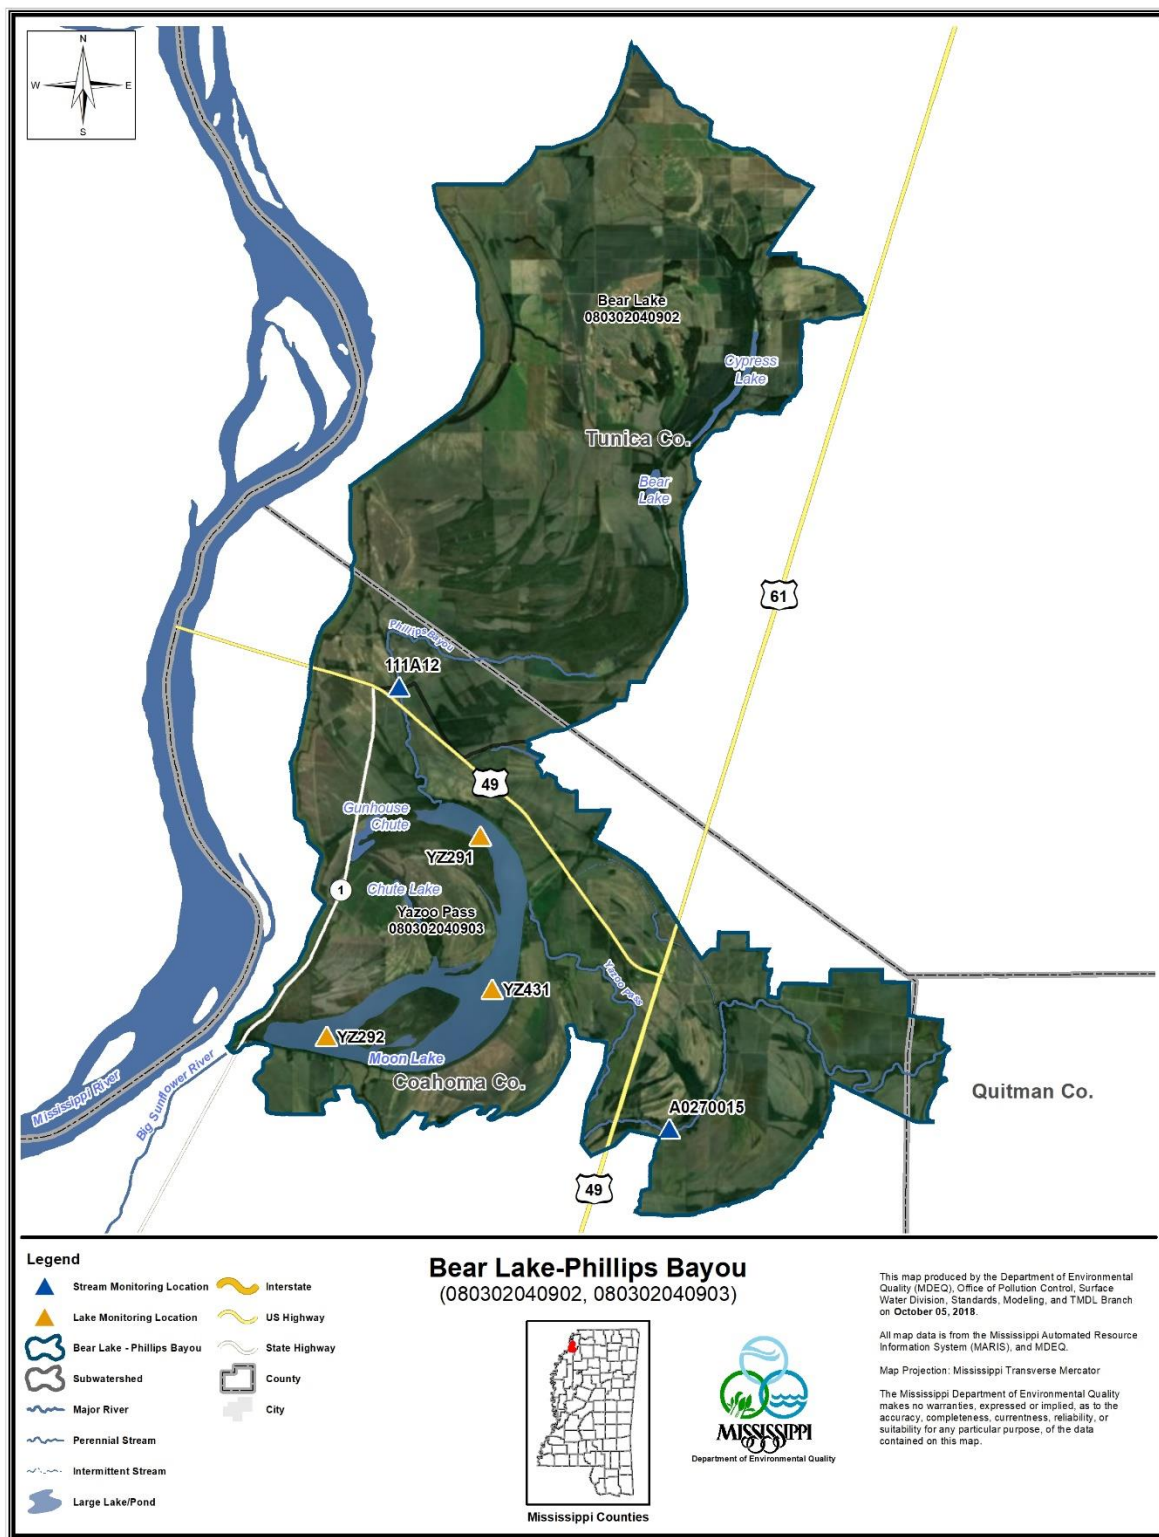 N
W E
S
Bear Lake
080302040902
Cypress
Lake
Tunica Co.
Bear
Lake
61
Phillips Bayou
111A12
49
Gunhouse
Chute
YZ291
1
Chute Lake
Yazoo Pass
080302040903
Yazoo pass
YZ431
YZ292
Moon Lake
Coahoma Co.
Mississippi River
Big Sunflower River
A0270015
Quitman Co.
49
Legend
Stream Monitoring Location
Lake Monitoring Location
Bear Lake - Phillips Bayou
Subwatershed
Major River
Perennial Stream
Intermittent Stream
Large Lake/Pond
Interstate
US Highway
State Highway
County
City
Bear Lake-Phillips Bayou
(080302040902, 080302040903)
Mississippi Counties
MISSISSIPPI
Department of Environmental Quality
This map produced by the Department of Environmental
Quality (MDEQ), Office of Pollution Control, Surface
Water Division, Standards, Modeling, and TMDL Branch
on October 05, 2018.
All map data is from the Mississippi Automated Resource
Information System (MARIS), and MDEQ.
Map Projection: Mississippi Transverse Mercator
The Mississippi Department of Environmental Quality
makes no warranties, expressed or implied, as to the
accuracy, completeness, currentness, reliability, or
suitability for any particular purpose, of the data
contained on this map.